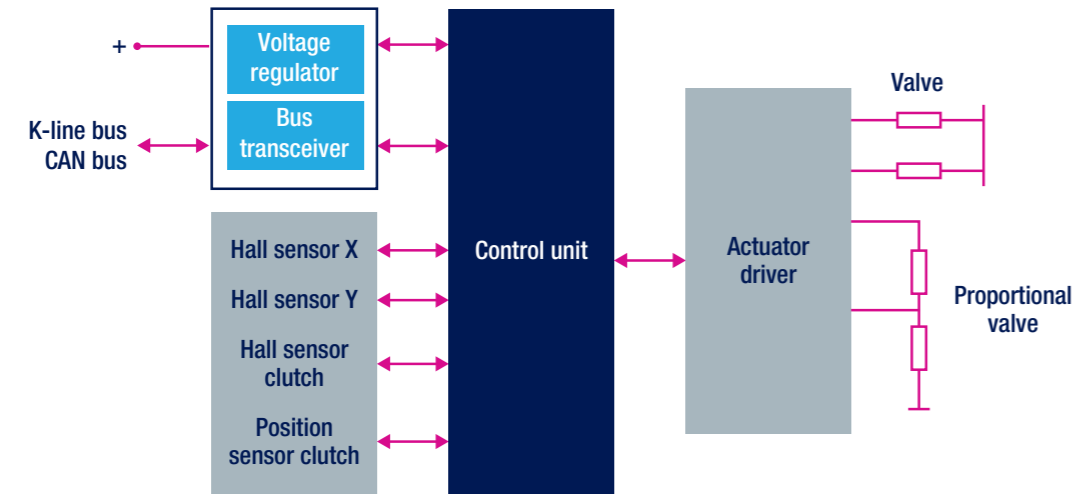 +
Voltage
regulator
Bus
transceiver
K-line bus
CAN bus
Hall sensor X
Hall sensor Y
Hall sensor
clutch
Position
sensor clutch
Control unit
Actuator
driver
Valve
Proportional
valve